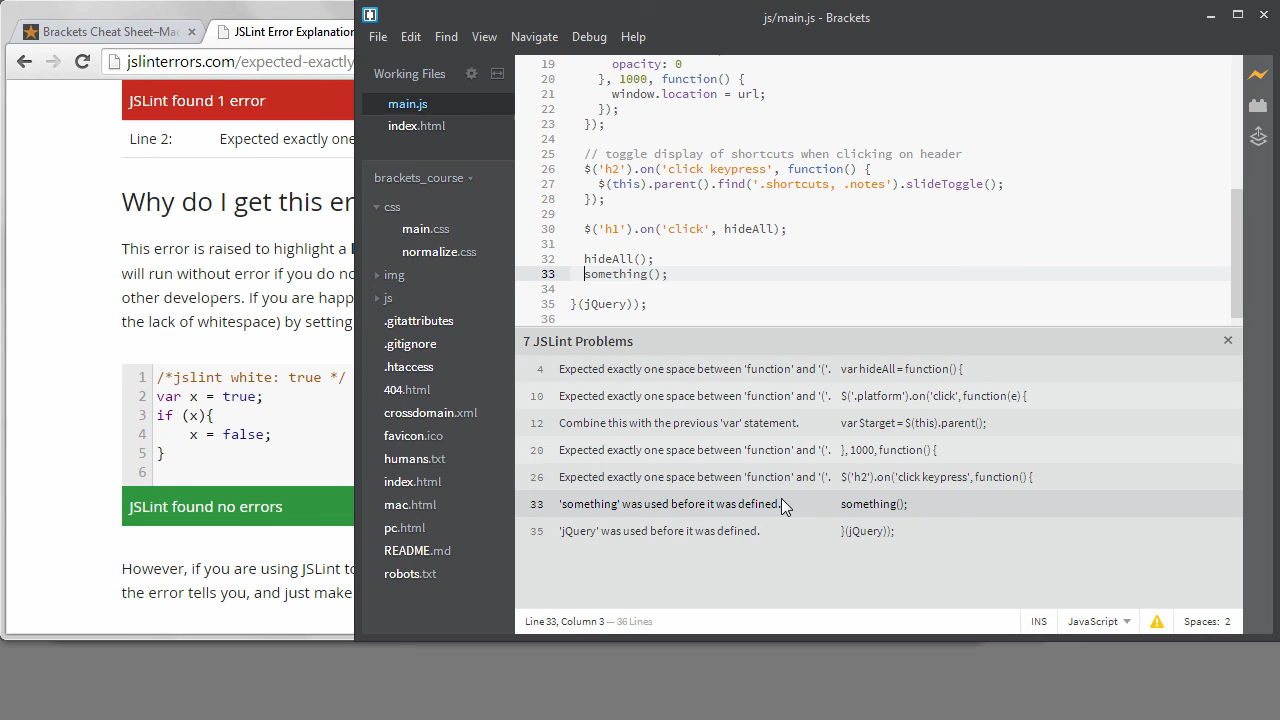 Brackets Cheat Sheet–Mac
JSLint Error Explanation
jslinterrors.com/expected-exactly
JSLint found 1 error
Line 2: Expected exactly one
Why do I get this er
This error is raised to highlight a
will run without error if you do no
other developers. If you are happ
the lack of whitespace) by setting
1 /*jslint white: true */
2 var x = true;
3 if (x){
4 x = false;
5 }
6
JSLint found no errors
However, if you are using JSLint to
the error tells you, and just make
js/main.js - Brackets
File Edit Find View Navigate Debug Help
Working Files
main.js
index.html
brackets_course
css
main.css
normalize.css
img
js
.gitattributes
.gitignore
.htaccess
404.html
crossdomain.xml
favicon.ico
humans.txt
index.html
mac.html
pc.html
README.md
robots.txt
19 opacity: 0
20 }, 1000, function() {
21 window.location = url;
22 });
23 });
24
25 // toggle display of shortcuts when clicking on header
26 $('h2').on('click keypress', function() {
27 $(this).parent().find('.shortcuts, .notes').slideToggle();
28 });
29
30 $('h1').on('click', hideAll);
31
32 hideAll();
33 something();
34
35 }(jQuery));
36
7 JSLint Problems
4 Expected exactly one space between 'function' and '('. var hideAll = function() {
10 Expected exactly one space between 'function' and '('. $('.platform').on('click', function(e) {
12 Combine this with the previous 'var' statement. var $target = $(this).parent();
20 Expected exactly one space between 'function' and '('. }, 1000, function() {
26 Expected exactly one space between 'function' and '('. $('h2').on('click keypress', function() {
33 'something' was used before it was defined. something();
35 'jQuery' was used before it was defined. }(jQuery));
Line 33, Column 3 — 36 Lines
INS JavaScript Spaces: 2